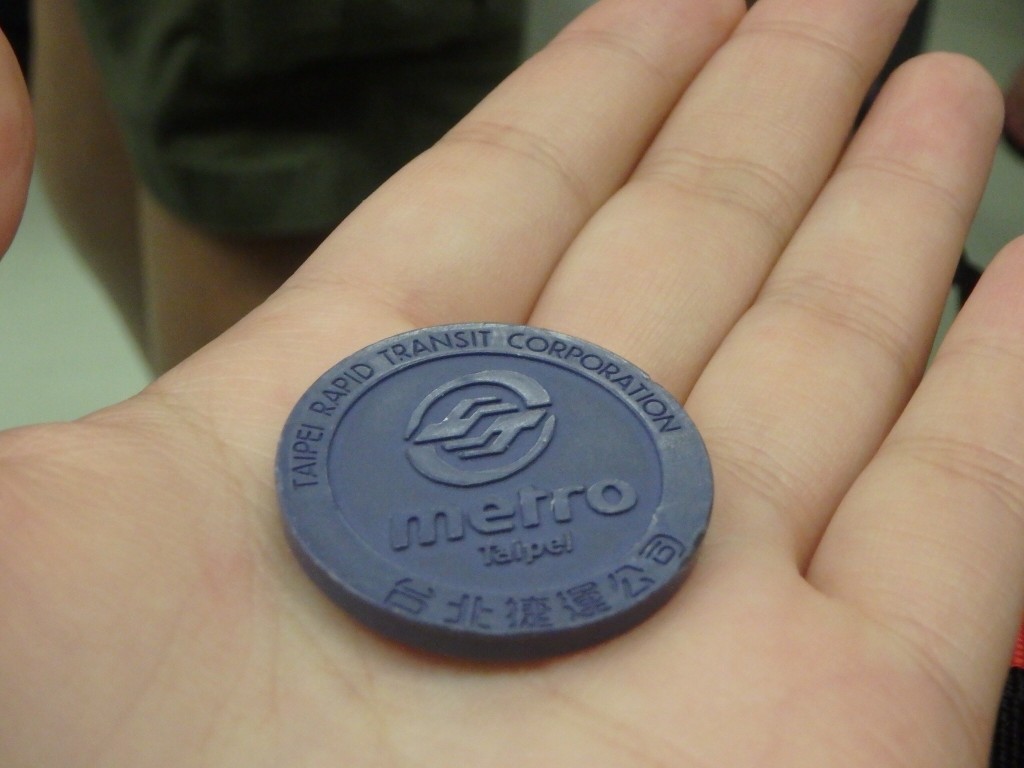 TAIPEI RAPID TRANSIT CORPORATION
metro
Taipei
台北捷運公司